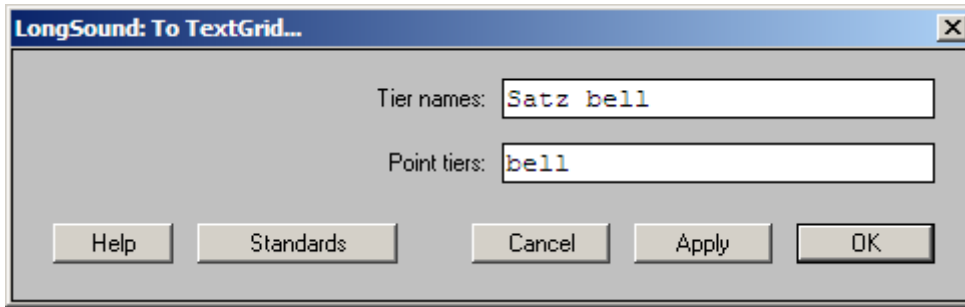 LongSound: To TextGrid...
Tier names: Satz bell
Point tiers: bell
Help Standards Cancel Apply OK